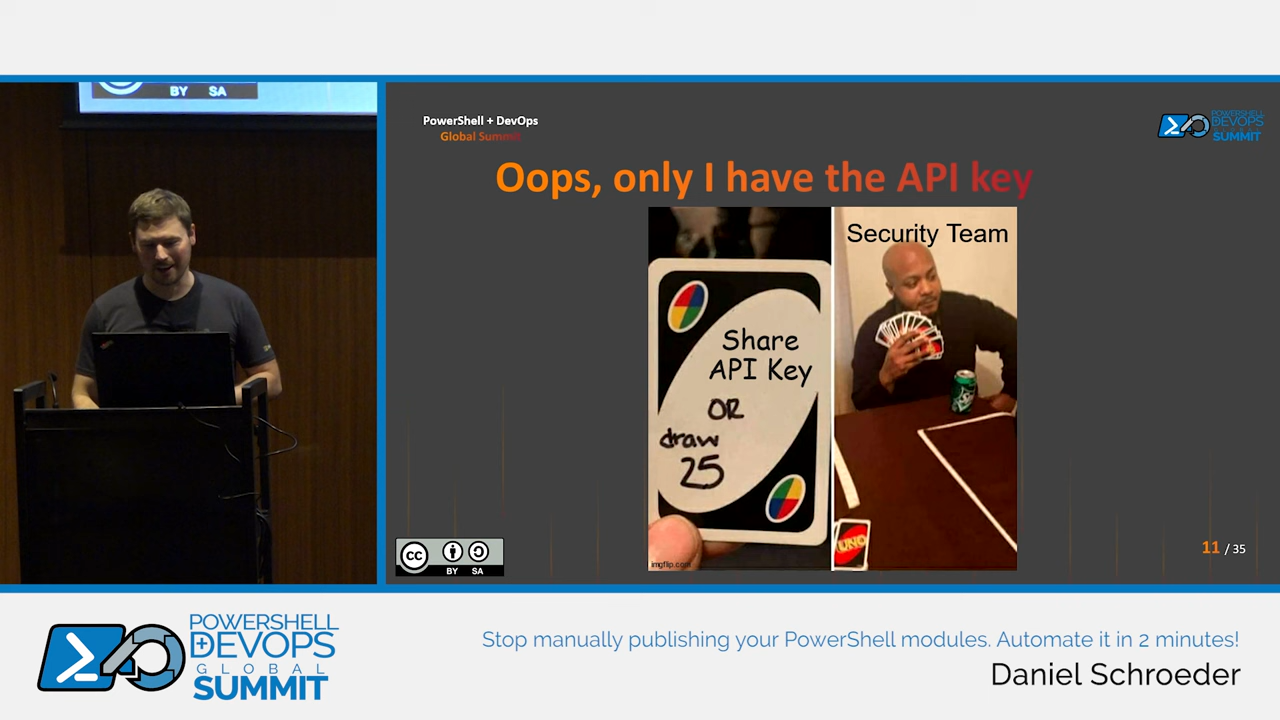 BY SA
PowerShell + DevOps
Global Summit
POWERSHELL
DEVOPS
SUMMIT
Oops, only I have the API key
Security Team
Share
API Key
OR
draw
25
UNO
imgflip.com
cc
BY SA
11 / 35
POWERSHELL
+DEVOPS
GLOBAL
SUMMIT
Stop manually publishing your PowerShell modules. Automate it in 2 minutes!
Daniel Schroeder